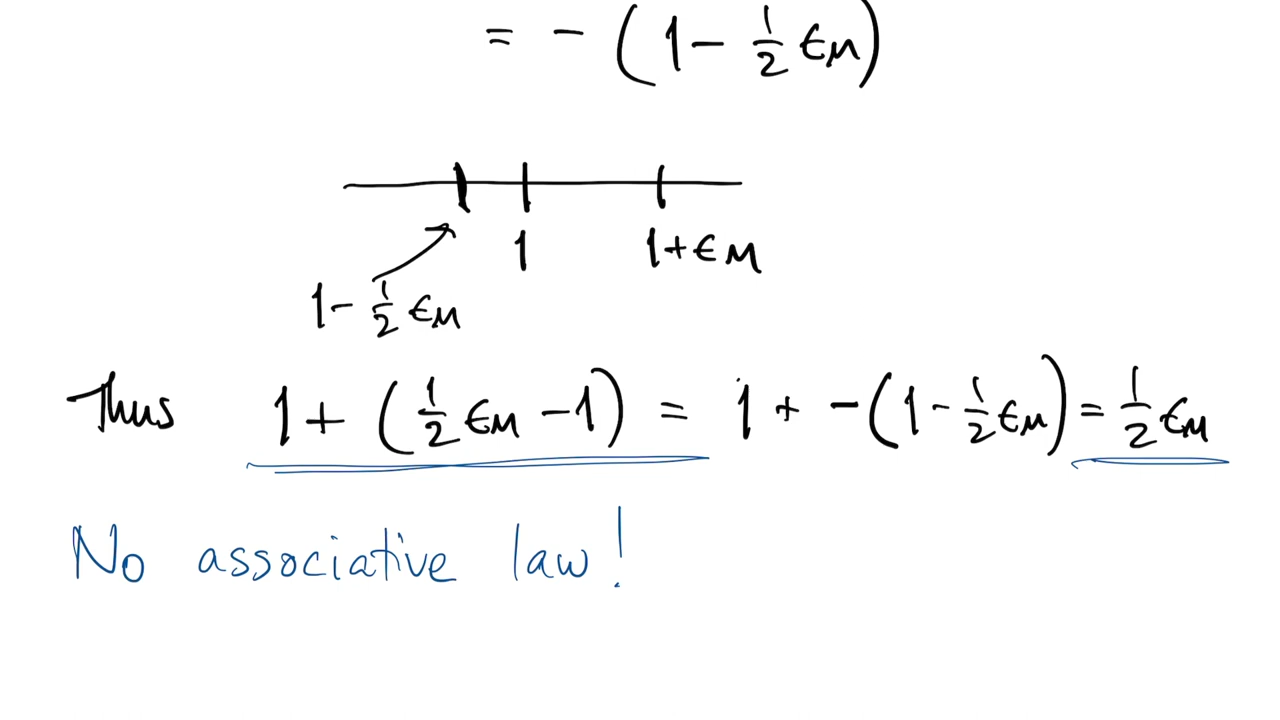 = - (1 - 1/2 ϵM)
1 1+ϵM
1 - 1/2 ϵM
Thus 1 + (1/2 ϵM - 1) = 1 + -(1 - 1/2 ϵM) = 1/2 ϵM
No associative law!